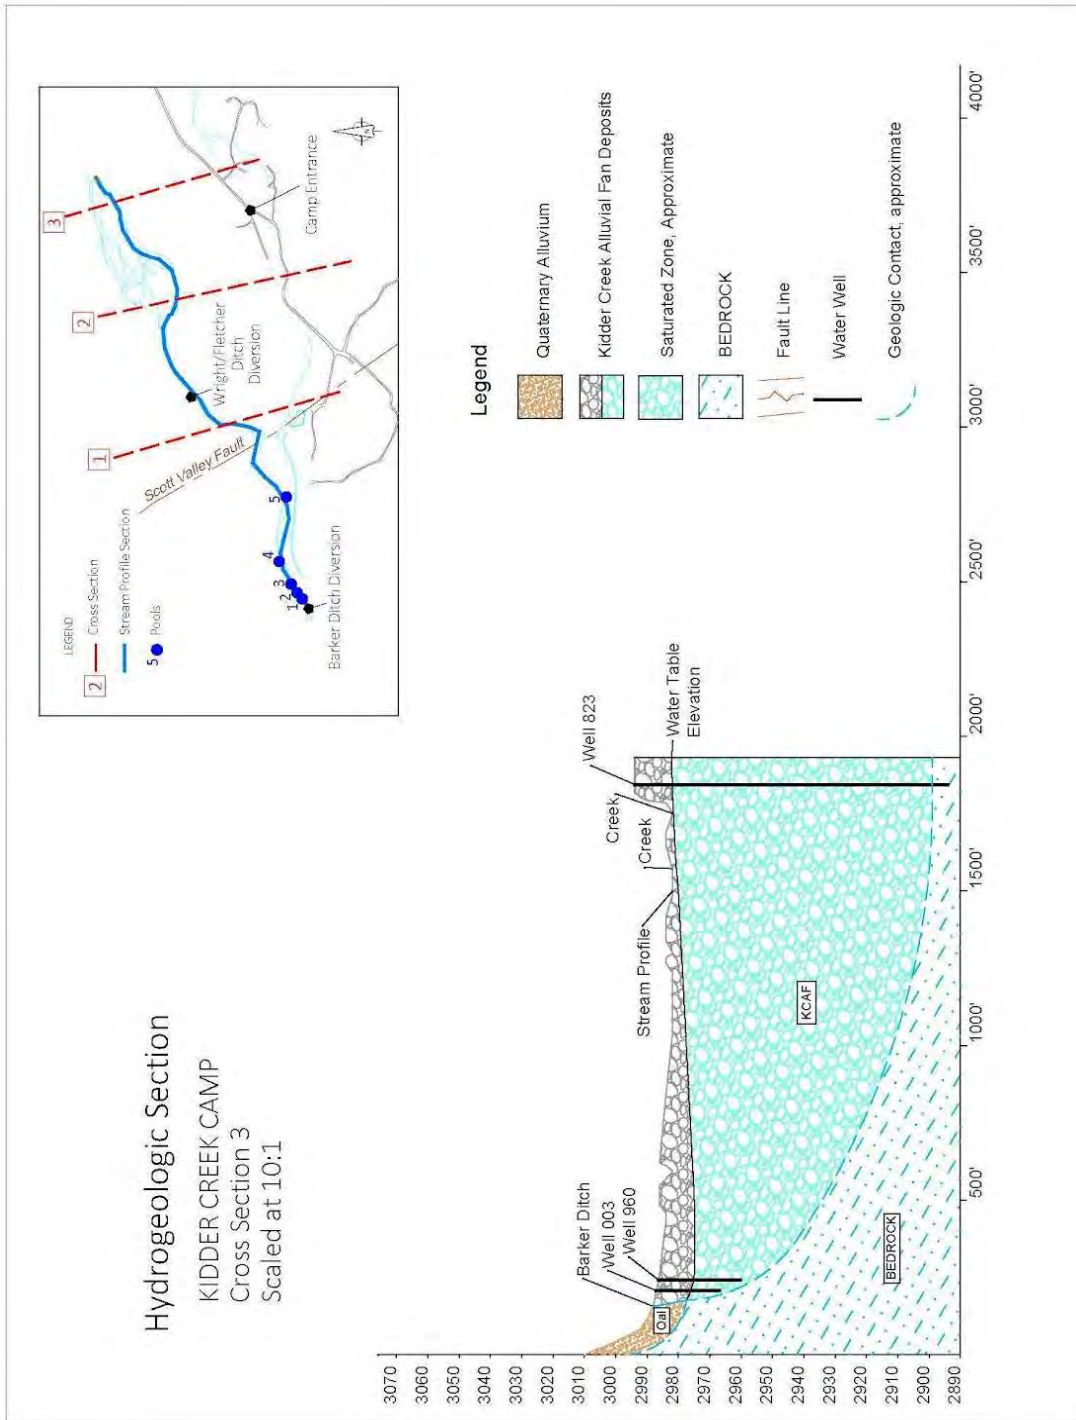 Hydrogeologic Section
KIDDER CREEK CAMP
Cross Section 3
Scaled at 10:1
LEGEND
2
Cross Section
Stream Profile Section
5
Pools
1
2
3
Scott Valley Fault
Wright/Fletcher
Ditch
Diversion
Camp Entrance
Barker Ditch Diversion
1
2
3
4
5
N
Legend
Quaternary Alluvium
Kidder Creek Alluvial Fan Deposits
Saturated Zone, Approximate
BEDROCK
Fault Line
Water Well
Geologic Contact, approximate
Barker Ditch
Well 003
Well 960
Stream Profile
Creek
Creek
Well 823
Water Table
Elevation
Qal
KCAF
BEDROCK
3070
3060
3050
3040
3030
3020
3010
3000
2990
2980
2970
2960
2950
2940
2930
2920
2910
2900
2890
500'
1000'
1500'
2000'
2500'
3000'
3500'
4000'